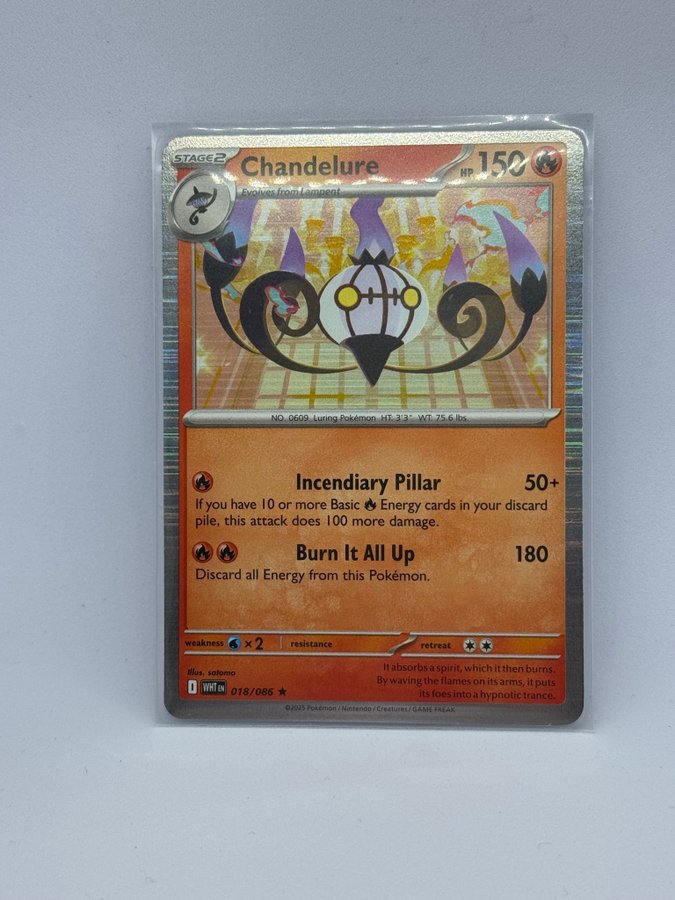 STAGE2 Chandelure HP 150
Evolves from Lampent
NO. 0609 Luring Pokémon HT: 3'3" WT: 75.6 lbs.
Incendiary Pillar 50+
If you have 10 or more Basic Energy cards in your discard
pile, this attack does 100 more damage.
Burn It All Up 180
Discard all Energy from this Pokémon.
weakness ×2 resistance retreat
It absorbs a spirit, which it then burns.
By waving the flames on its arms, it puts
its foes into a hypnotic trance.
Illus. satoma
I WHT EN 018/086 ★
©2025 Pokémon / Nintendo / Creatures / GAME FREAK